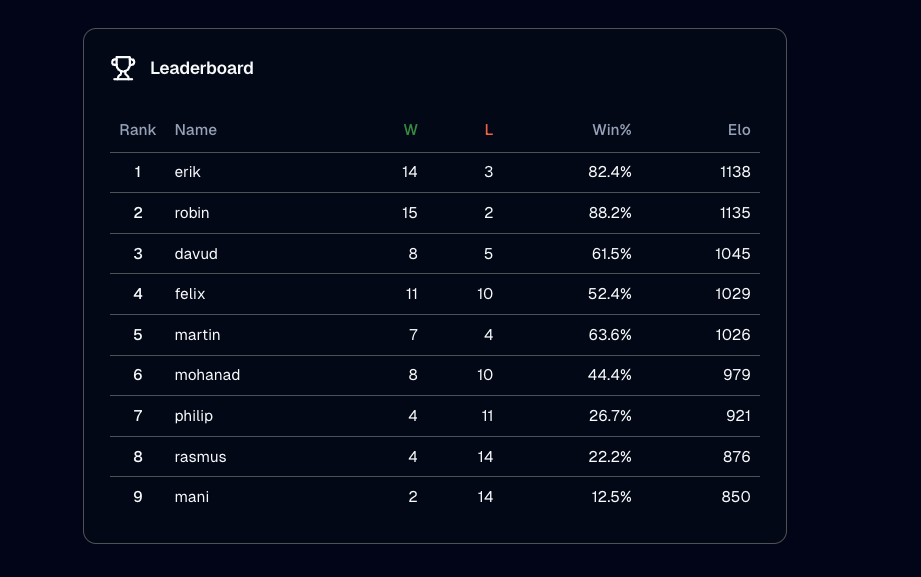 Leaderboard
Rank Name W L Win% Elo
1 erik 14 3 82.4% 1138
2 robin 15 2 88.2% 1135
3 davud 8 5 61.5% 1045
4 felix 11 10 52.4% 1029
5 martin 7 4 63.6% 1026
6 mohanad 8 10 44.4% 979
7 philip 4 11 26.7% 921
8 rasmus 4 14 22.2% 876
9 mani 2 14 12.5% 850